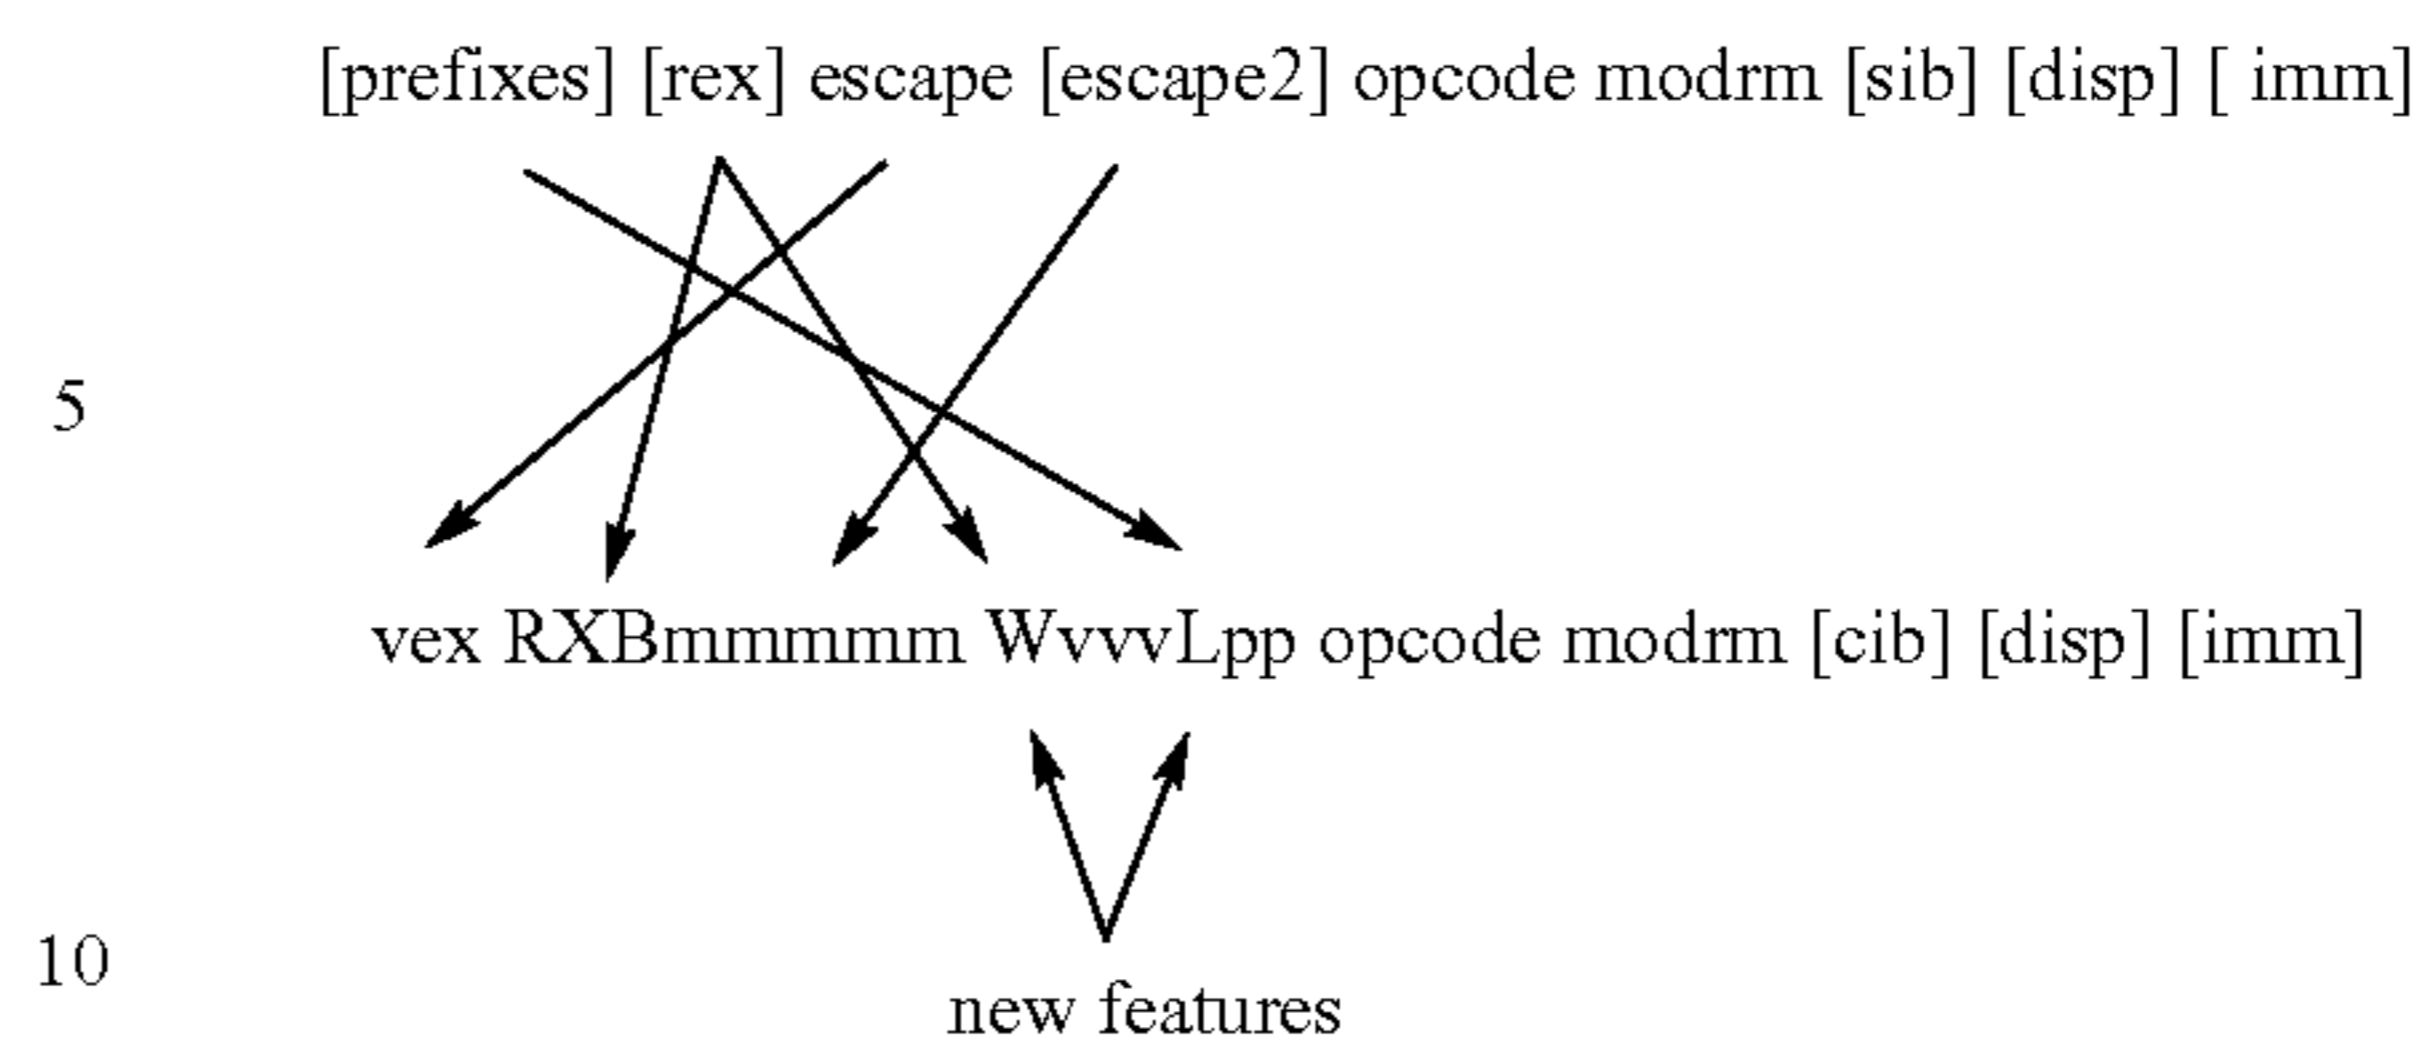 [prefixes] [rex] escape [escape2] opcode modrm [sib] [disp] [ imm]
5
vex RXBmmmmm WvvvLpp opcode modrm [cib] [disp] [imm]
10
new features